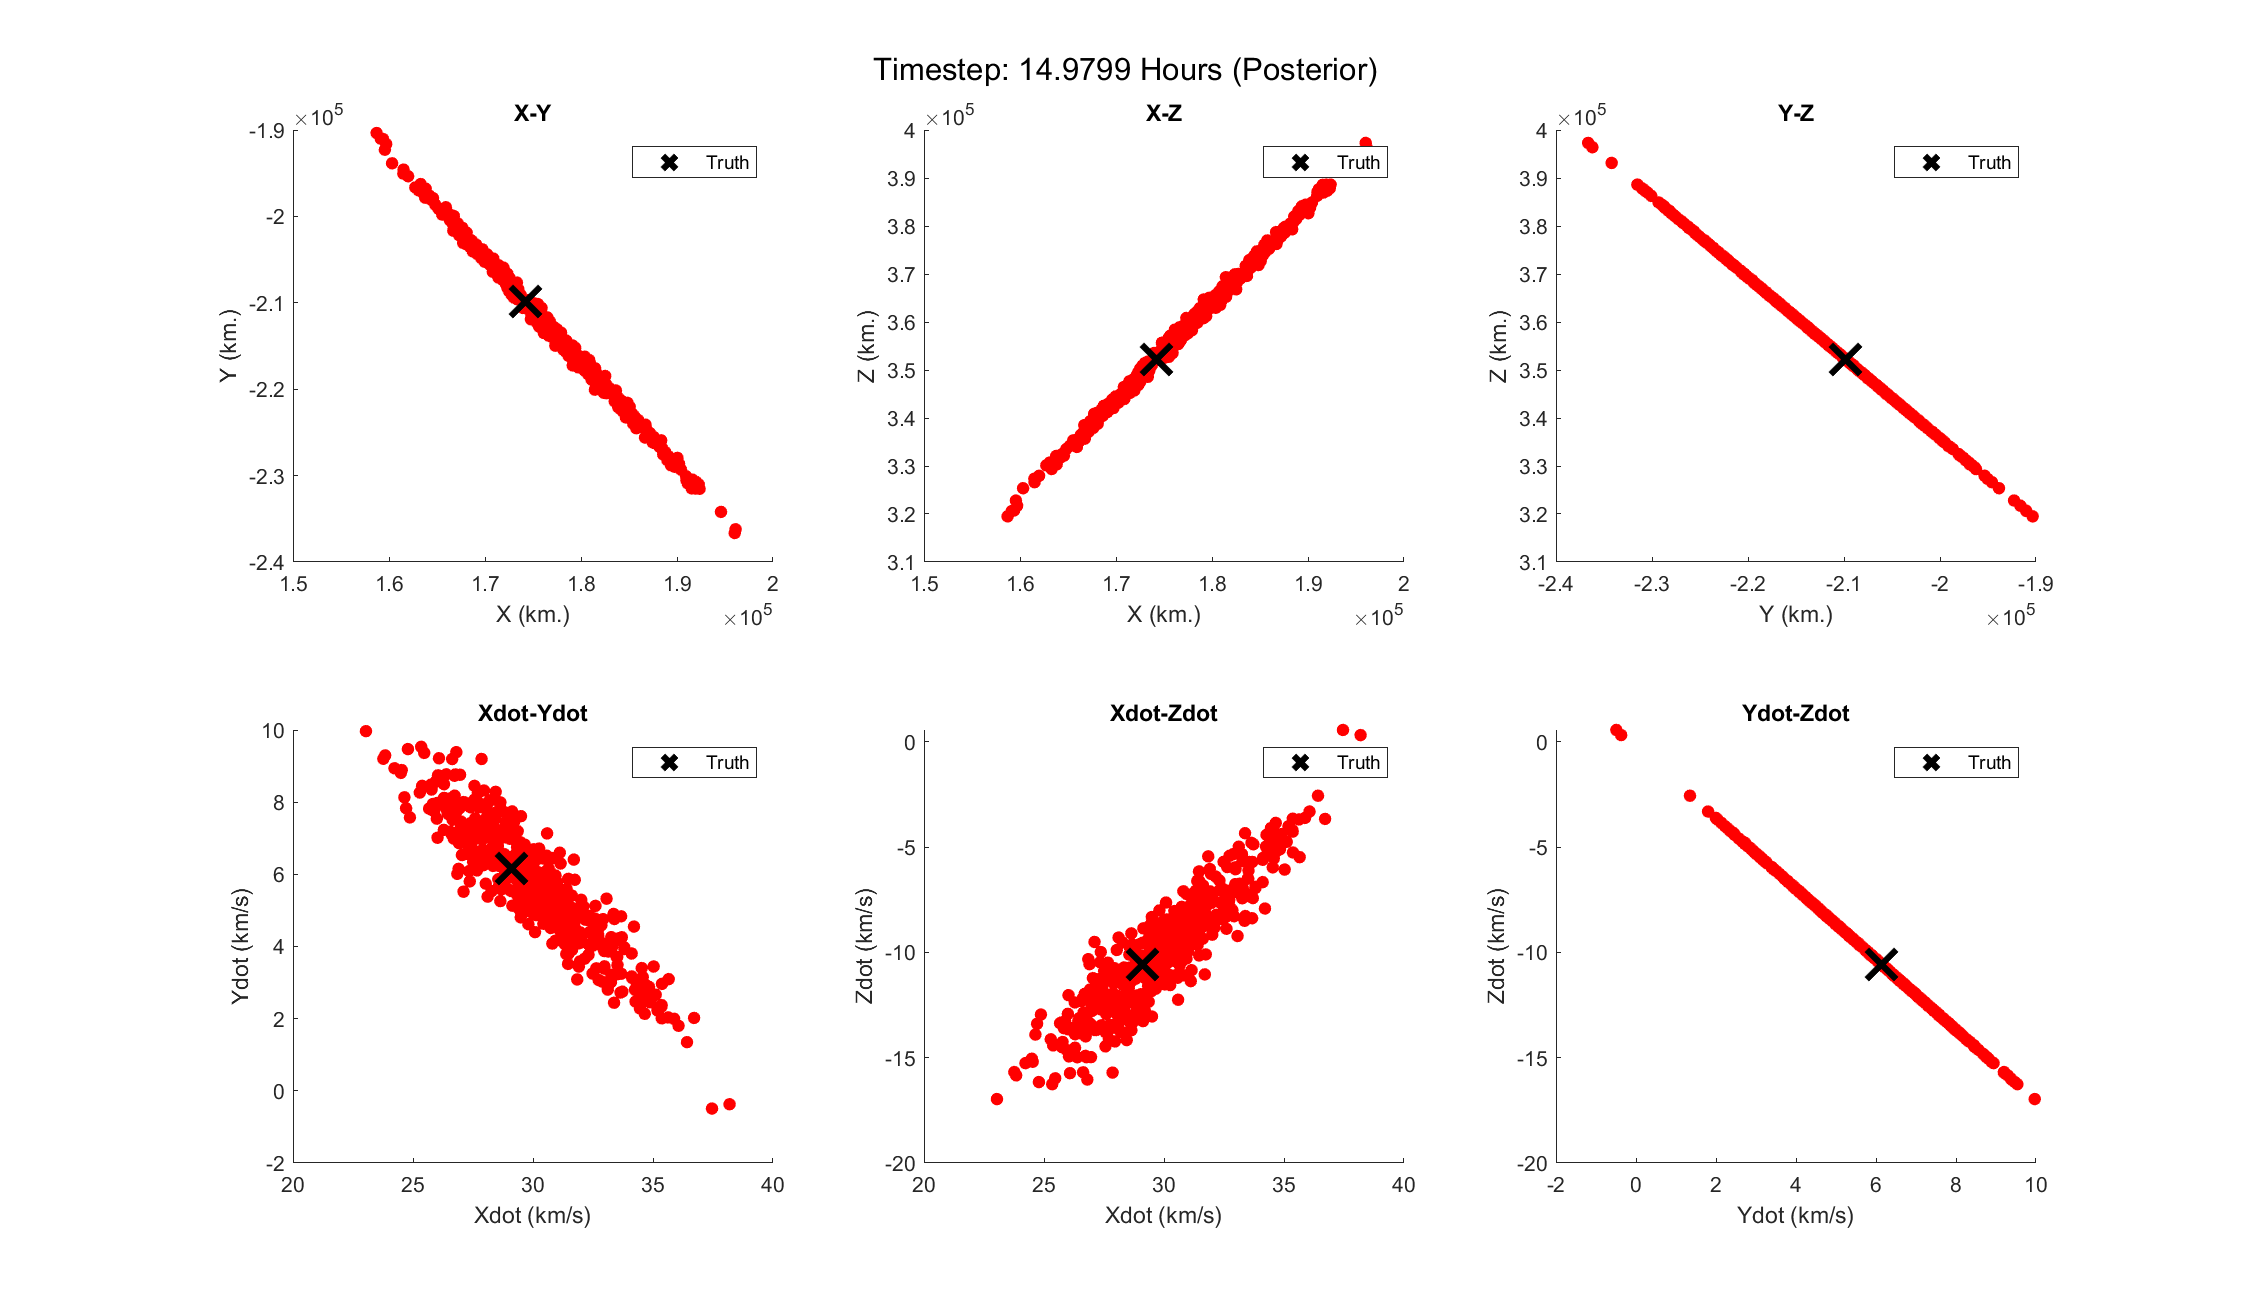 Timestep: 14.9799 Hours (Posterior)
X-Y
×10^5
-1.9
-2
-2.1
-2.2
-2.3
-2.4
Y (km.)
Truth
1.5 1.6 1.7 1.8 1.9 2
X (km.)
×10^5
X-Z
×10^5
4
3.9
3.8
3.7
3.6
3.5
3.4
3.3
3.2
3.1
Z (km.)
Truth
1.5 1.6 1.7 1.8 1.9 2
X (km.)
×10^5
Y-Z
×10^5
4
3.9
3.8
3.7
3.6
3.5
3.4
3.3
3.2
3.1
Z (km.)
Truth
-2.4 -2.3 -2.2 -2.1 -2 -1.9
Y (km.)
×10^5
Xdot-Ydot
10
8
6
4
2
0
-2
Ydot (km/s)
Truth
20 25 30 35 40
Xdot (km/s)
Xdot-Zdot
0
-5
-10
-15
-20
Zdot (km/s)
Truth
20 25 30 35 40
Xdot (km/s)
Ydot-Zdot
0
-5
-10
-15
-20
Zdot (km/s)
Truth
-2 0 2 4 6 8 10
Ydot (km/s)